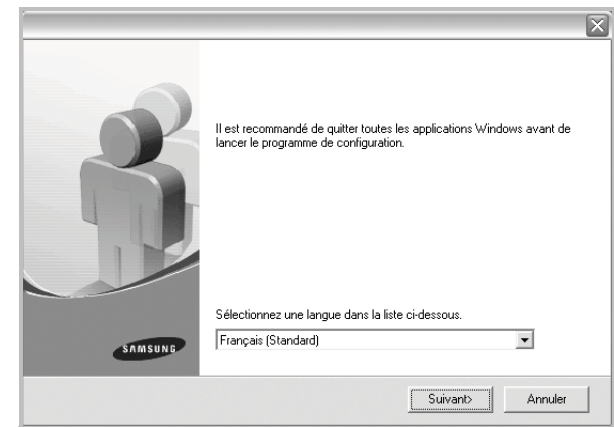 Il est recommandé de quitter toutes les applications Windows avant de
lancer le programme de configuration.
Sélectionnez une langue dans la liste ci-dessous.
Français (Standard)
SAMSUNG
Suivant>
Annuler